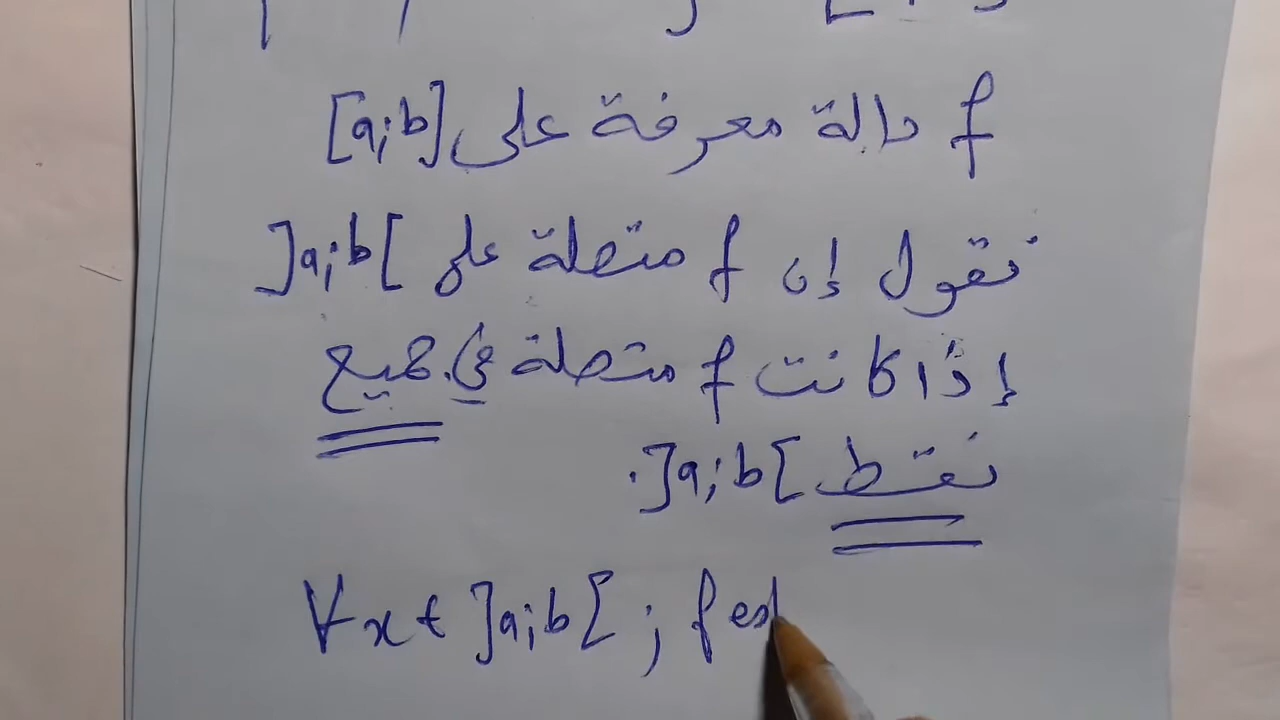 f دالة معرفة على [a;b]
نقول إن f متصلة على ]a;b[
إذا كانت f متصلة في جميع
نقط ]a;b[.
∀x ∈ ]a;b[ ; f est